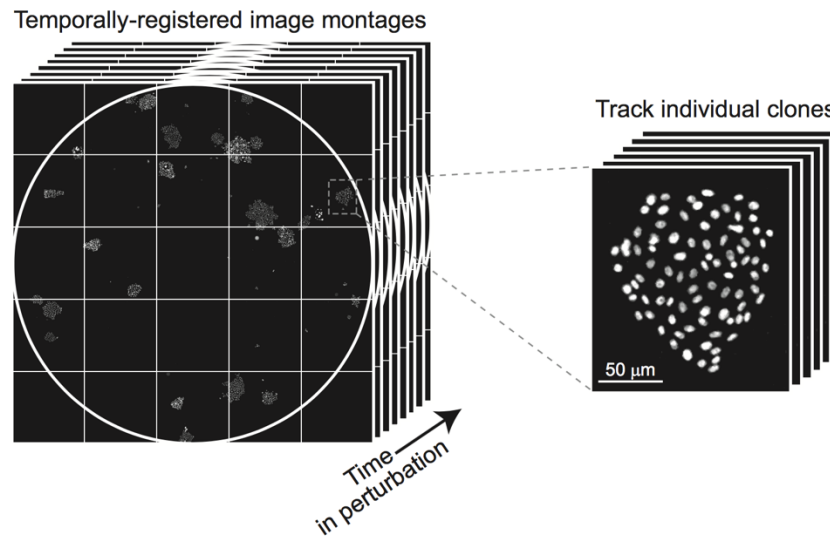 Temporally-registered image montages
Track individual clones
50 μm
Time
in perturbation